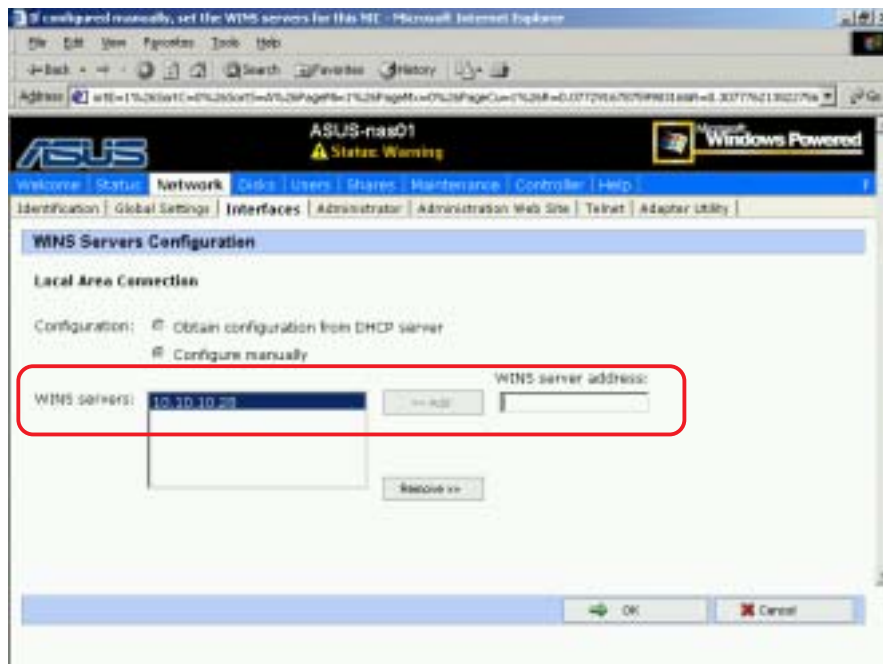 If configured manually, set the WINS servers for this NIC - Microsoft Internet Explorer
File Edit View Favorites Tools Help
Back Search Favorites History
Address Go
ASUS
ASUS-nas01
Status: Warning
Microsoft
Windows Powered
Welcome Status Network Disks Users Shares Maintenance Controller Help
Identification Global Settings Interfaces Administrator Administration Web Site Telnet Adapter Utility
WINS Servers Configuration
Local Area Connection
Configuration: Obtain configuration from DHCP server
Configure manually
WINS server address:
WINS servers: 10.10.10.20 << Add
Remove >>
OK Cancel